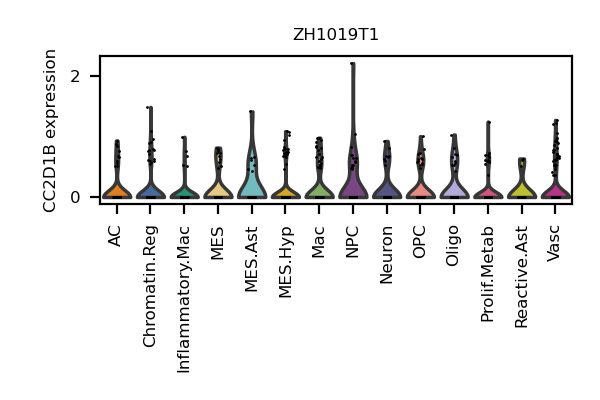 ZH1019T1
CC2D1B expression
2
0
AC
Chromatin.Reg
Inflammatory.Mac
MES
MES.Ast
MES.Hyp
Mac
NPC
Neuron
OPC
Oligo
Prolif.Metab
Reactive.Ast
Vasc